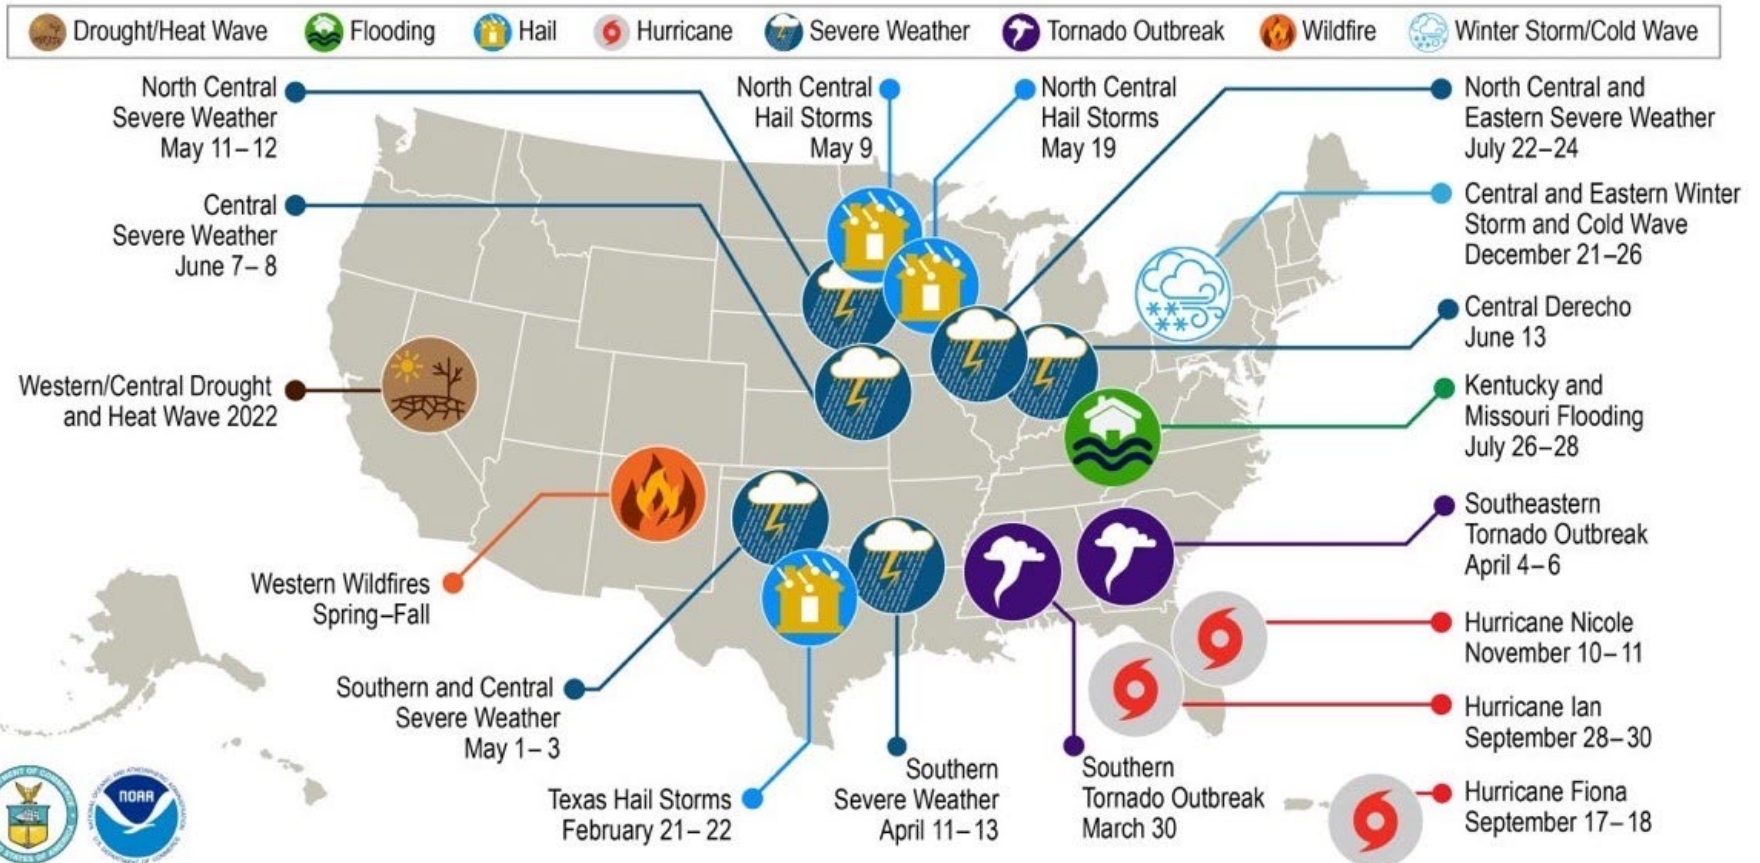 Drought/Heat Wave
Flooding
Hail
Hurricane
Severe Weather
Tornado Outbreak
Wildfire
Winter Storm/Cold Wave
North Central
Severe Weather
May 11–12
North Central
Hail Storms
May 9
North Central
Hail Storms
May 19
North Central and
Eastern Severe Weather
July 22–24
Central
Severe Weather
June 7–8
Central and Eastern Winter
Storm and Cold Wave
December 21–26
Central Derecho
June 13
Western/Central Drought
and Heat Wave 2022
Kentucky and
Missouri Flooding
July 26–28
Southeastern
Tornado Outbreak
April 4–6
Western Wildfires
Spring–Fall
Hurricane Nicole
November 10–11
Southern and Central
Severe Weather
May 1–3
Hurricane Ian
September 28–30
Texas Hail Storms
February 21–22
Southern
Severe Weather
April 11–13
Southern
Tornado Outbreak
March 30
Hurricane Fiona
September 17–18
NOAA